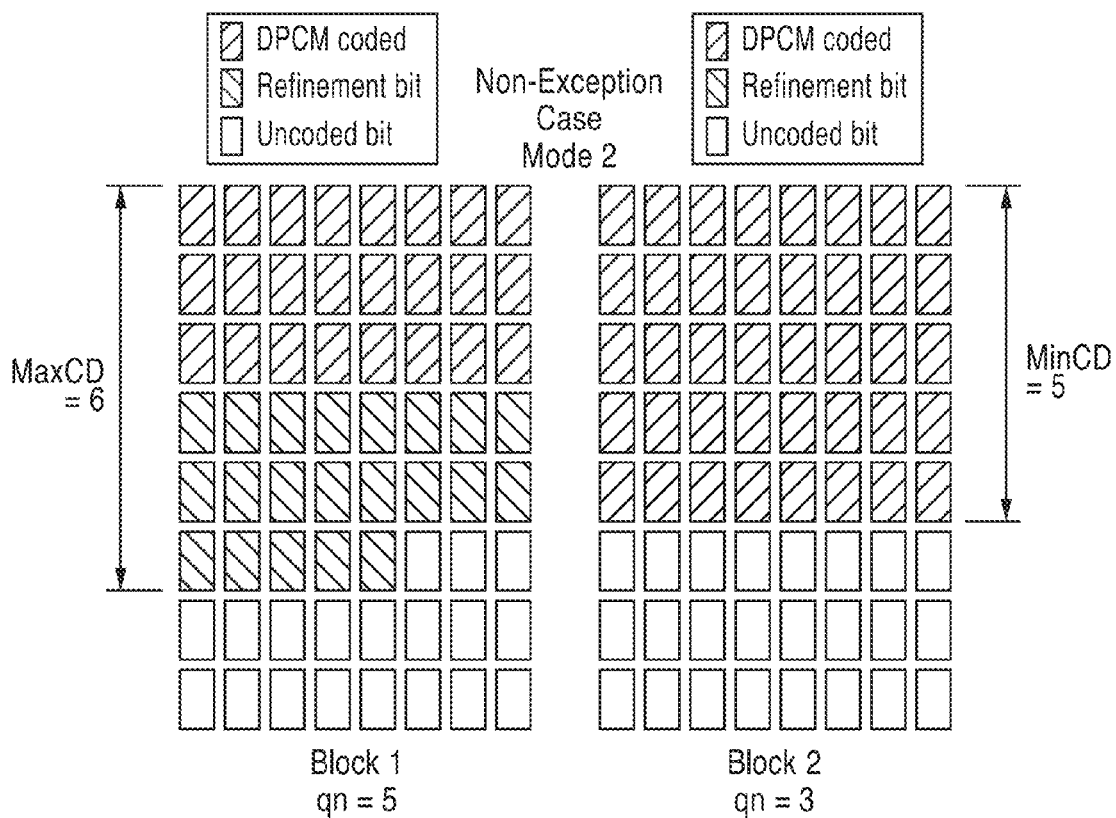 DPCM coded
Refinement bit
Uncoded bit
Non-Exception
Case
Mode 2
DPCM coded
Refinement bit
Uncoded bit
MaxCD
= 6
MinCD
= 5
Block 1
qn = 5
Block 2
qn = 3